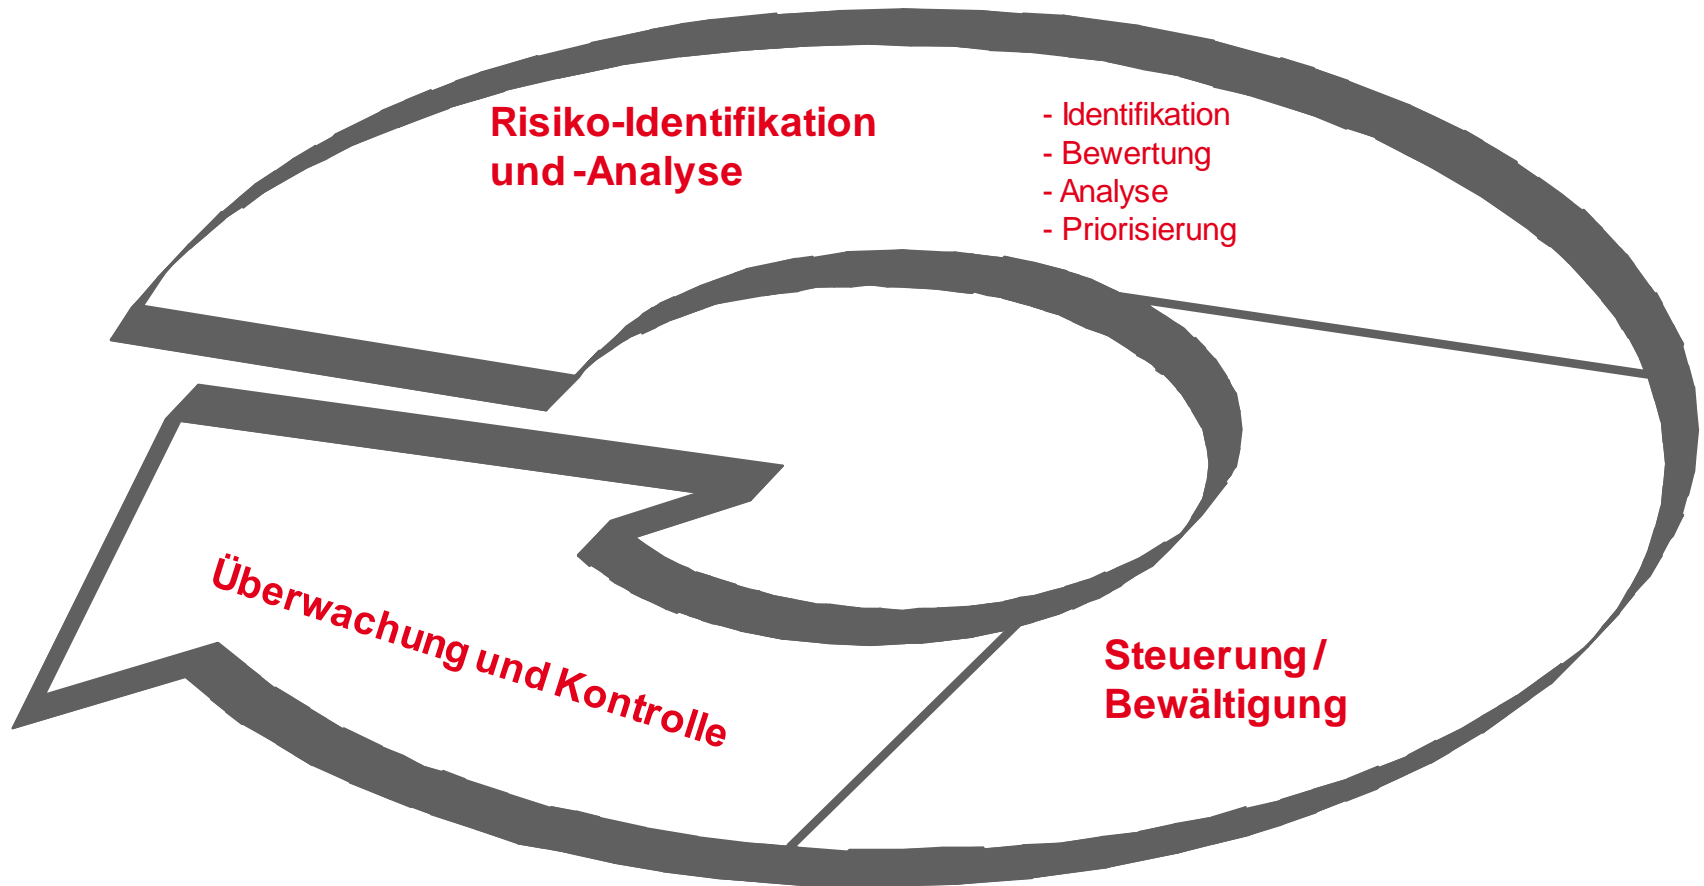 Risiko-Identifikation
und -Analyse
- Identifikation
- Bewertung
- Analyse
- Priorisierung
Steuerung/
Bewältigung
Überwachung und Kontrolle